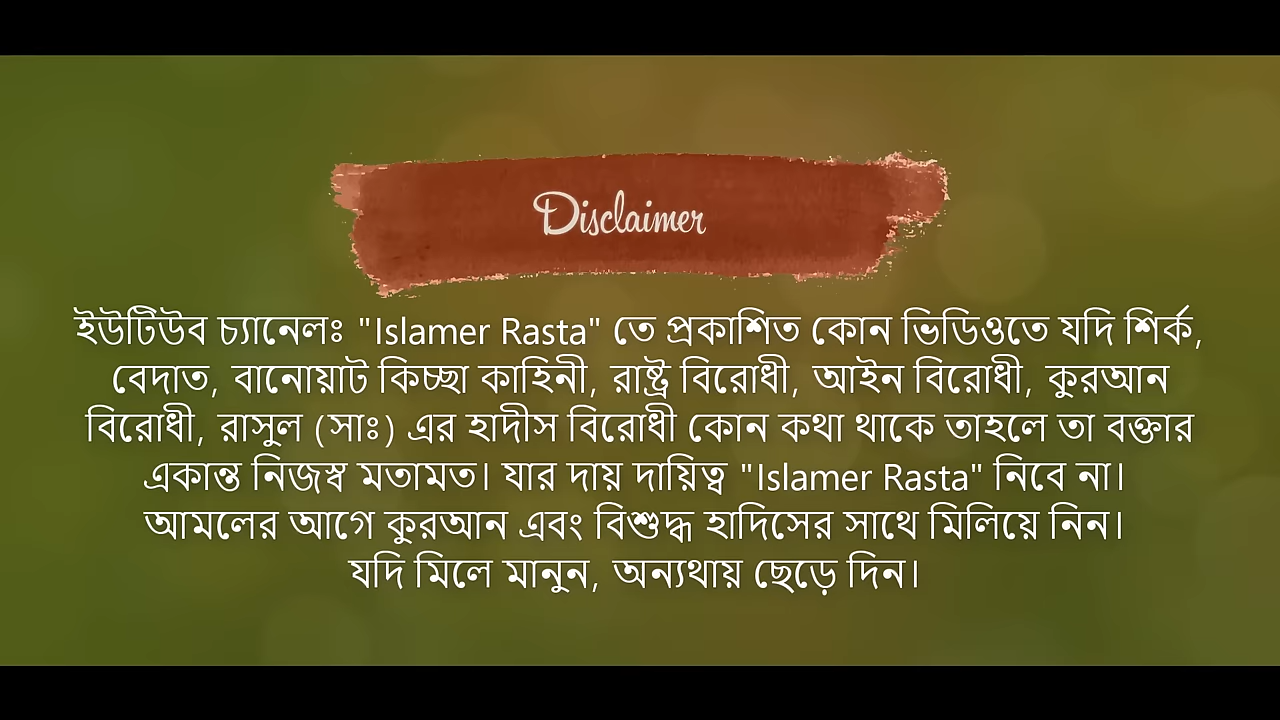 Disclaimer
ইউটিউব চ্যানেলঃ "Islamer Rasta" তে প্রকাশিত কোন ভিডিওতে যদি শির্ক,
বেদাত, বানোয়াট কিচ্ছা কাহিনী, রাষ্ট্র বিরোধী, আইন বিরোধী, কুরআন
বিরোধী, রাসুল (সাঃ) এর হাদীস বিরোধী কোন কথা থাকে তাহলে তা বক্তার
একান্ত নিজস্ব মতামত। যার দায় দায়িত্ব "Islamer Rasta" নিবে না।
আমলের আগে কুরআন এবং বিশুদ্ধ হাদিসের সাথে মিলিয়ে নিন।
যদি মিলে মানুন, অন্যথায় ছেড়ে দিন।